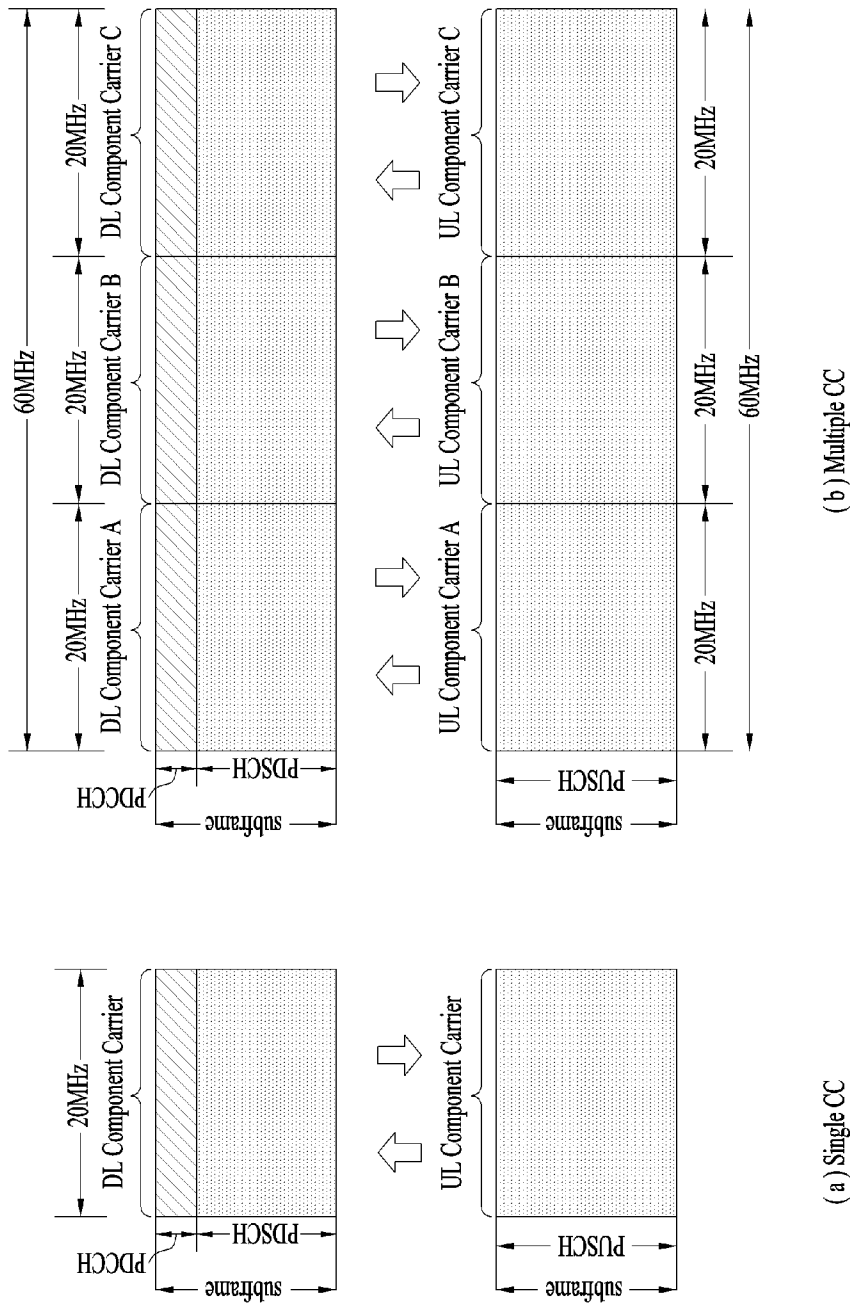 20MHz
DL Component Carrier
PDCCH
PDSCH
subframe
UL Component Carrier
PUSCH
subframe
( a ) Single CC
60MHz
20MHz
20MHz
20MHz
DL Component Carrier A
DL Component Carrier B
DL Component Carrier C
PDCCH
PDSCH
subframe
UL Component Carrier A
UL Component Carrier B
UL Component Carrier C
PUSCH
subframe
20MHz
20MHz
20MHz
60MHz
( b ) Multiple CC